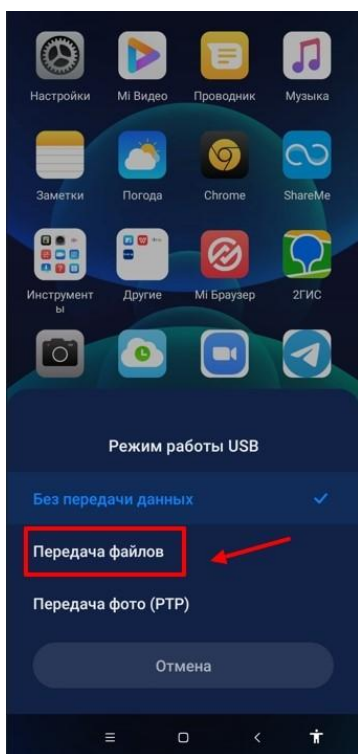 Настройки Mi Видео Проводник Музыка
Заметки Погода Chrome ShareMe
Инструмент
ы
Другие Mi Браузер 2ГИС
Режим работы USB
Без передачи данных
Передача файлов
Передача фото (PTP)
Отмена